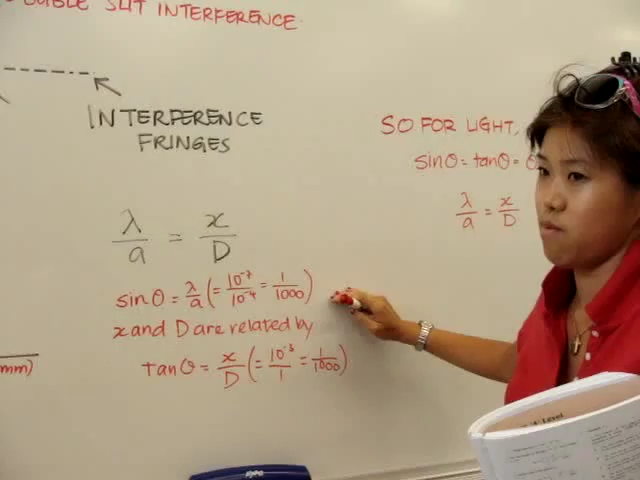 DOUBLE SLIT INTERFERENCE
INTERFERENCE
FRINGES
λ/a = x/D
sinθ = λ/a (= 10⁻⁷/10⁻⁴ = 1/1000)
x and D are related by
tanθ = x/D (= 10⁻³/1 = 1/1000)
mm)
SO FOR LIGHT,
sinθ = tanθ = θ
λ/a = x/D
Level